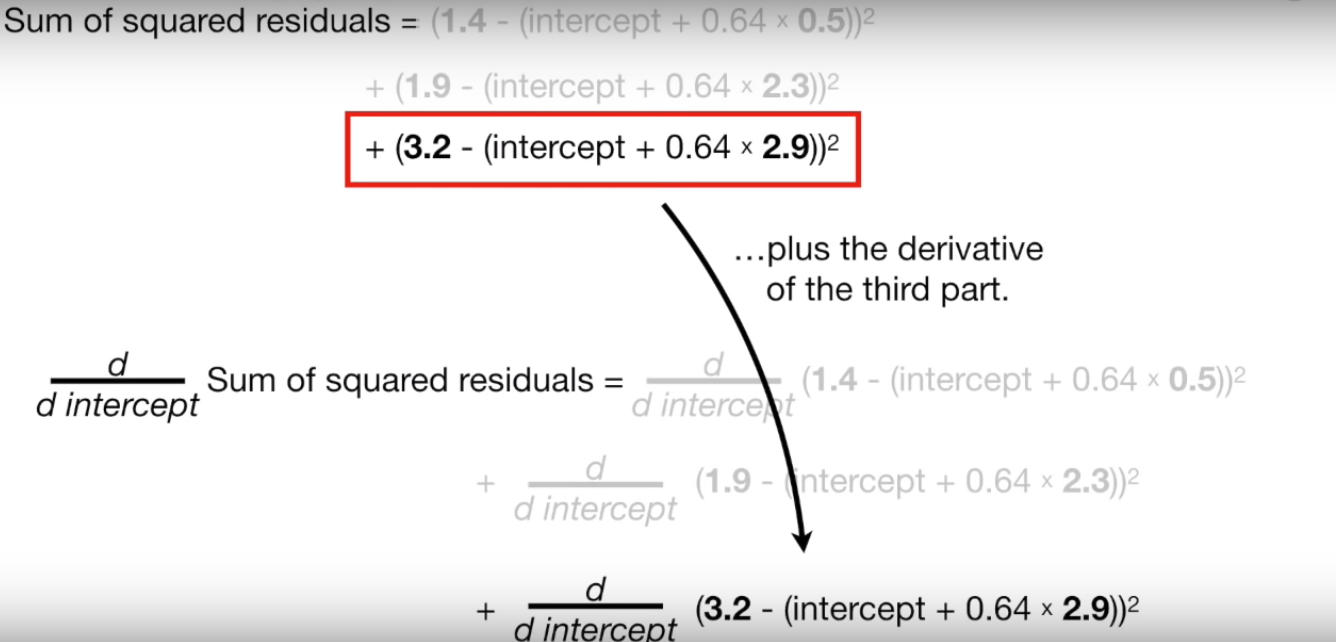 Sum of squared residuals = (1.4 - (intercept + 0.64 × 0.5))²
+ (1.9 - (intercept + 0.64 × 2.3))²
+ (3.2 - (intercept + 0.64 × 2.9))²
...plus the derivative
of the third part.
d
d intercept
Sum of squared residuals =
d
d intercept
(1.4 - (intercept + 0.64 × 0.5))²
+
d
d intercept
(1.9 - (intercept + 0.64 × 2.3))²
+
d
d intercept
(3.2 - (intercept + 0.64 × 2.9))²